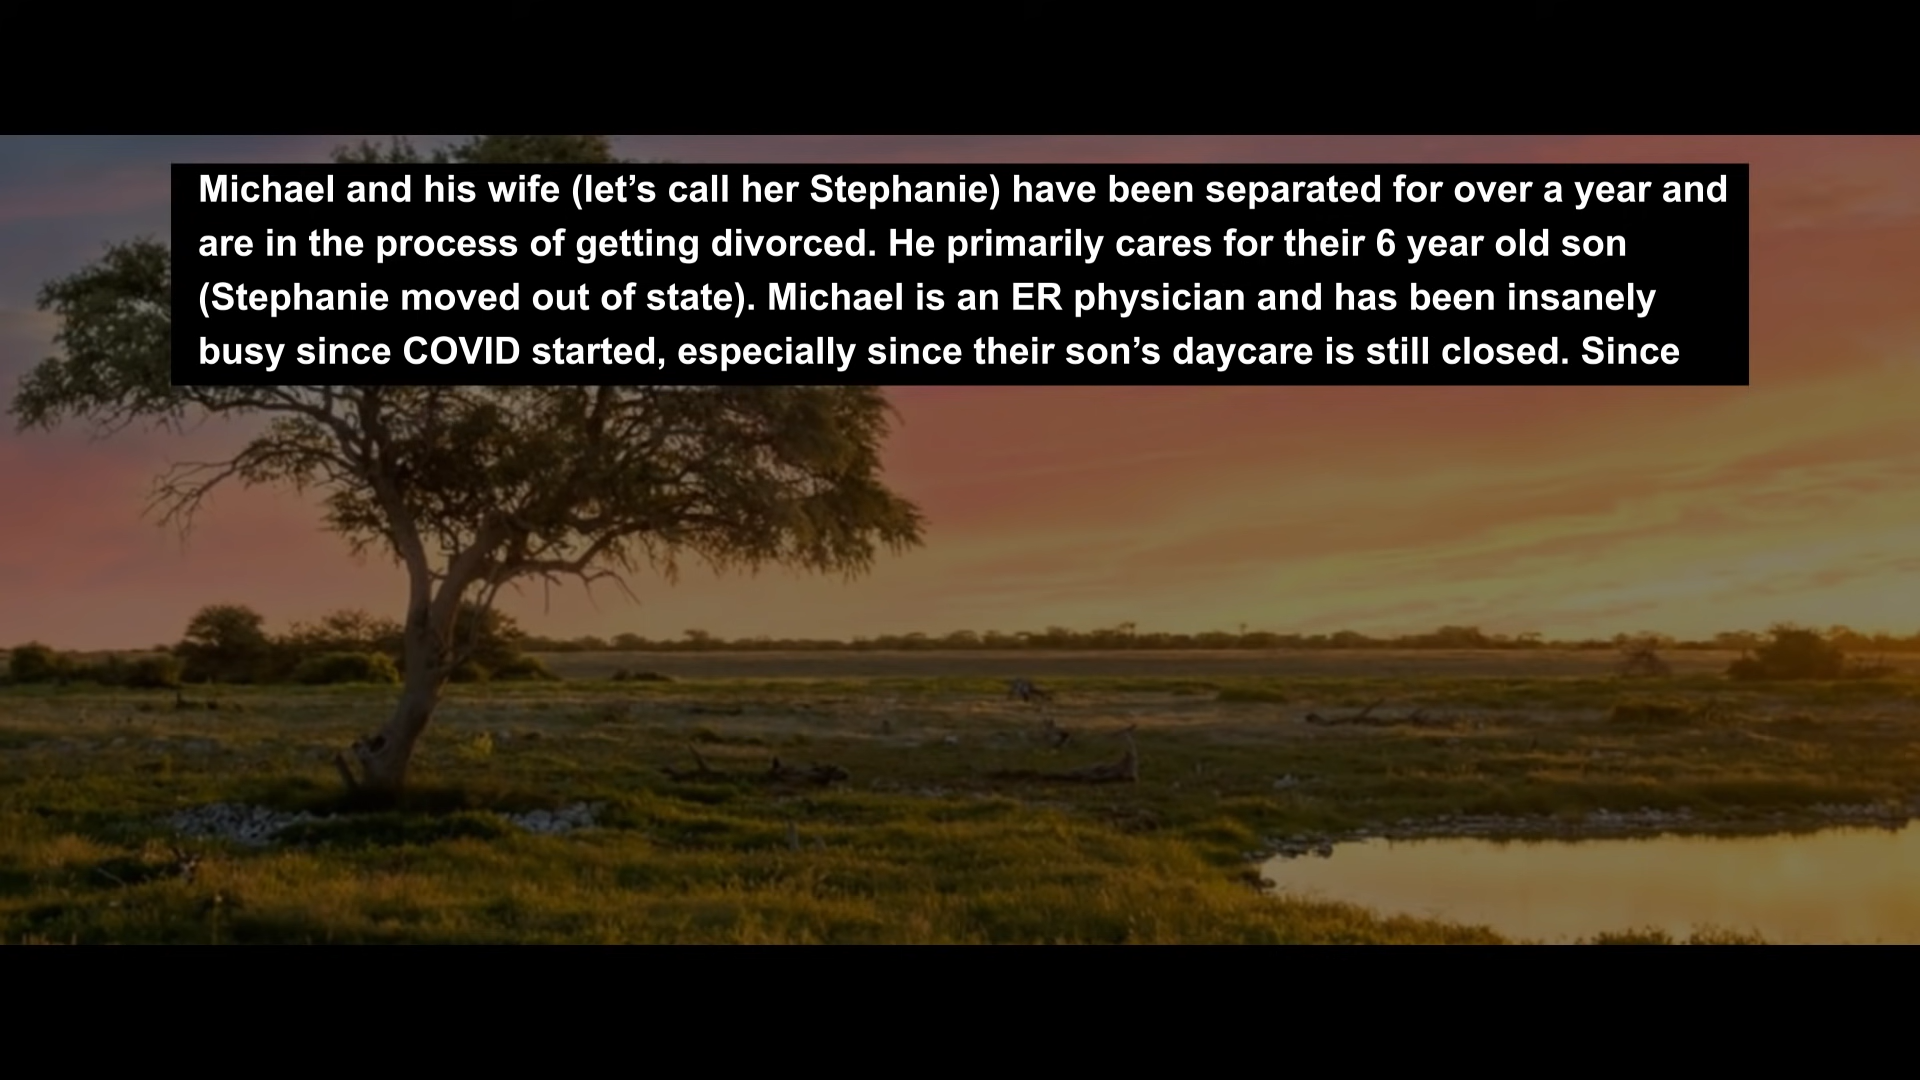 Michael and his wife (let’s call her Stephanie) have been separated for over a year and
are in the process of getting divorced. He primarily cares for their 6 year old son
(Stephanie moved out of state). Michael is an ER physician and has been insanely
busy since COVID started, especially since their son’s daycare is still closed. Since